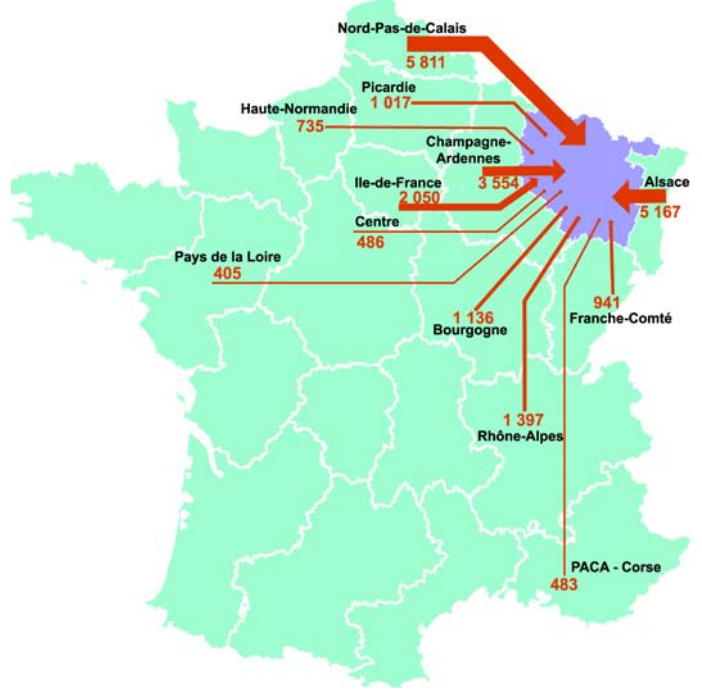 Nord-Pas-de-Calais
5 811
Picardie
1 017
Haute-Normandie
735
Champagne-
Ardennes
3 554
Ile-de-France
2 050
Alsace
5 167
Centre
486
Pays de la Loire
405
941
Franche-Comté
1 136
Bourgogne
1 397
Rhône-Alpes
PACA - Corse
483